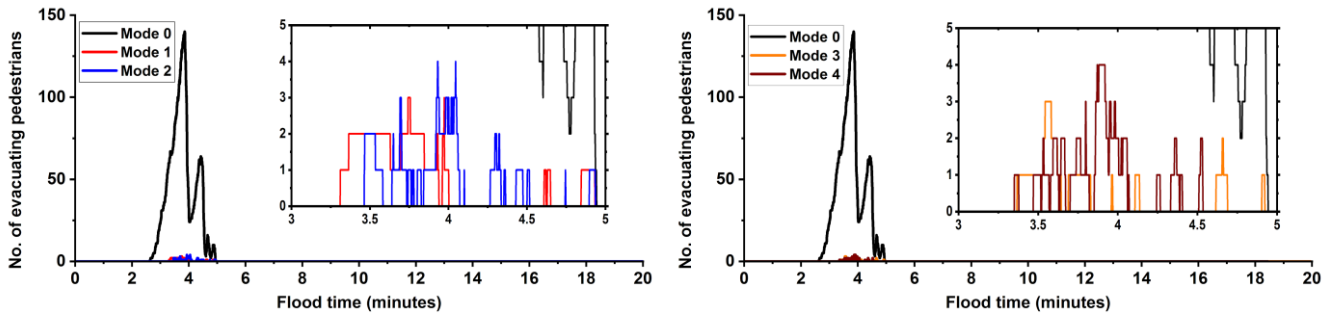 No. of evacuating pedestrians
150
100
50
0
Mode 0
Mode 1
Mode 2
5
4
3
2
1
0
3 3.5 4 4.5 5
0 2 4 6 8 10 12 14 16 18 20
Flood time (minutes)
No. of evacuating pedestrians
150
100
50
0
Mode 0
Mode 3
Mode 4
5
4
3
2
1
0
3 3.5 4 4.5 5
0 2 4 6 8 10 12 14 16 18 20
Flood time (minutes)